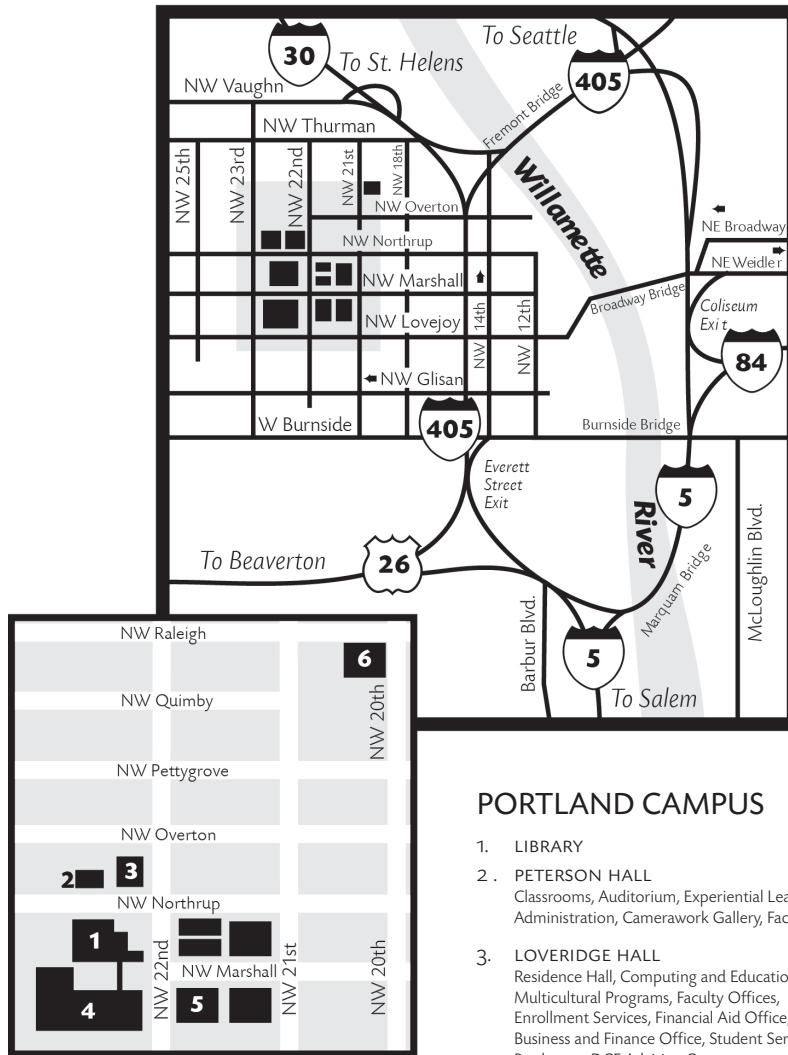 30
To St. Helens
To Seattle
405
NW Vaughn
NW Thurman
Fremont Bridge
NW 25th
NW 23rd
NW 22nd
NW 21st
NW 18th
NW Overton
NW Northrup
NW Marshall
NW Lovejoy
NW 14th
NW 12th
NW Glisan
W Burnside
Willamette
River
NE Broadway
NE Weidler
Broadway Bridge
Coliseum
Exit
84
405
Burnside Bridge
Everett
Street
Exit
5
To Beaverton
26
Marquam Bridge
McLoughlin Blvd.
Barbur Blvd.
5
To Salem
NW Raleigh
6
NW Quimby
NW 20th
NW Pettygrove
NW Overton
2
3
NW Northrup
1
NW 22nd
NW Marshall
NW 21st
NW 20th
4
5
PORTLAND CAMPUS
1. LIBRARY
2. PETERSON HALL
Classrooms, Auditorium, Experiential Lea
Administration, Camerawork Gallery, Fac
3. LOVERIDGE HALL
Residence Hall, Computing and Educatio
Multicultural Programs, Faculty Offices,
Enrollment Services, Financial Aid Office,
Business and Finance Office, Student Ser